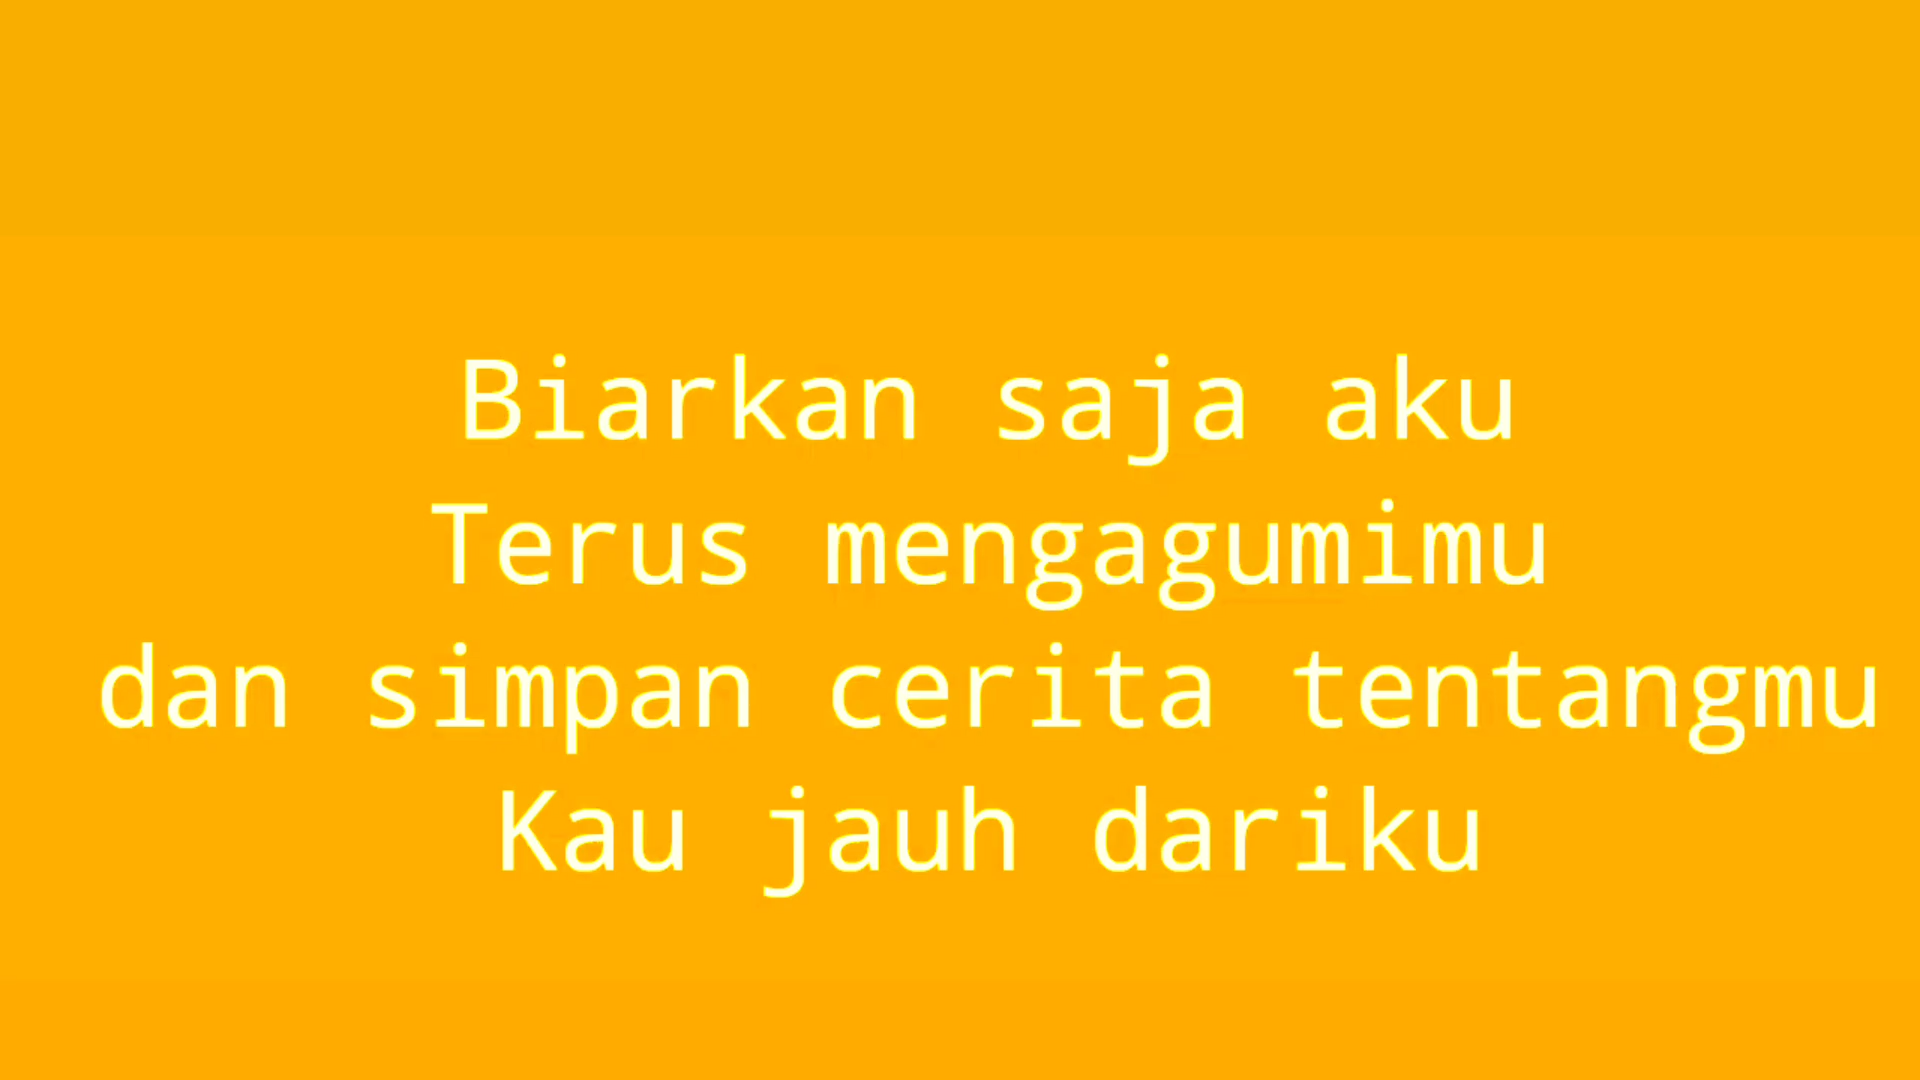 Biarkan saja aku
Terus mengagumimu
dan simpan cerita tentangmu
Kau jauh dariku